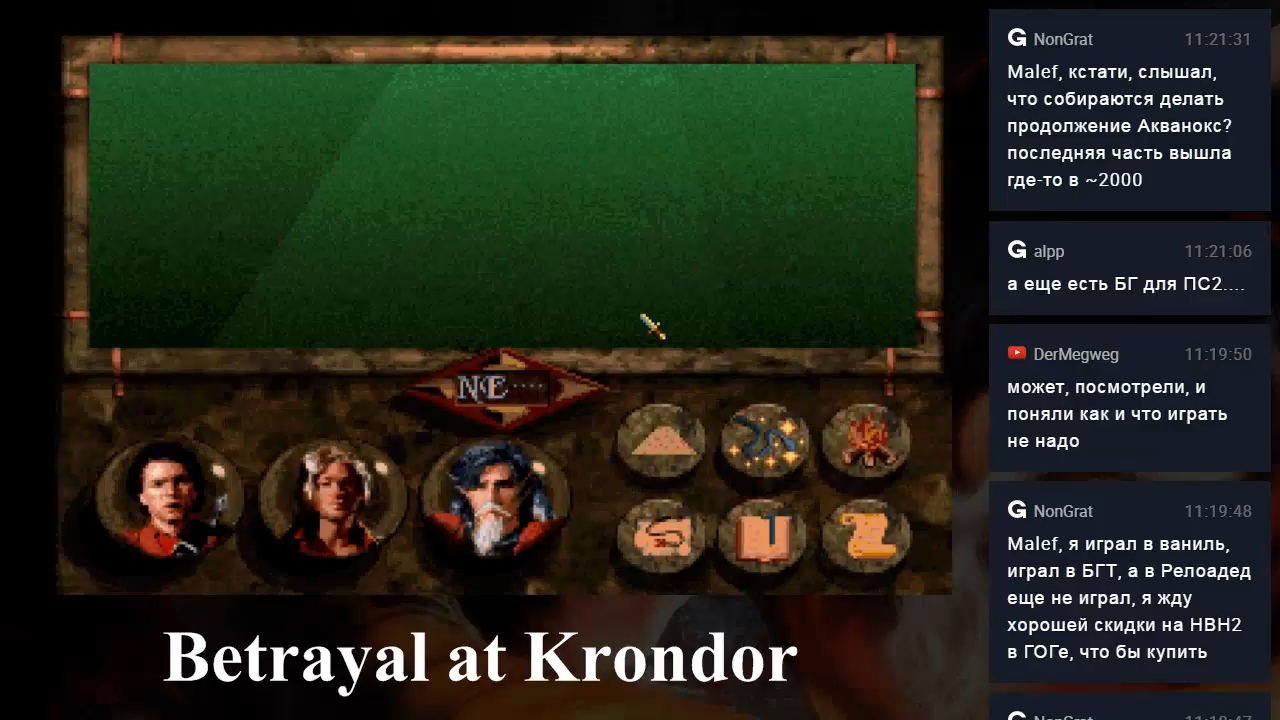 NE
Betrayal at Krondor
G NonGrat 11:21:31
Malef, кстати, слышал,
что собираются делать
продолжение Акванокс?
последняя часть вышла
где-то в ~2000
G alpp 11:21:06
а еще есть БГ для ПС2....
DerMegweg 11:19:50
может, посмотрели, и
поняли как и что играть
не надо
G NonGrat 11:19:48
Malef, я играл в ваниль,
играл в БГТ, а в Релоадед
еще не играл, я жду
хорошей скидки на НВН2
в ГОГе, что бы купить